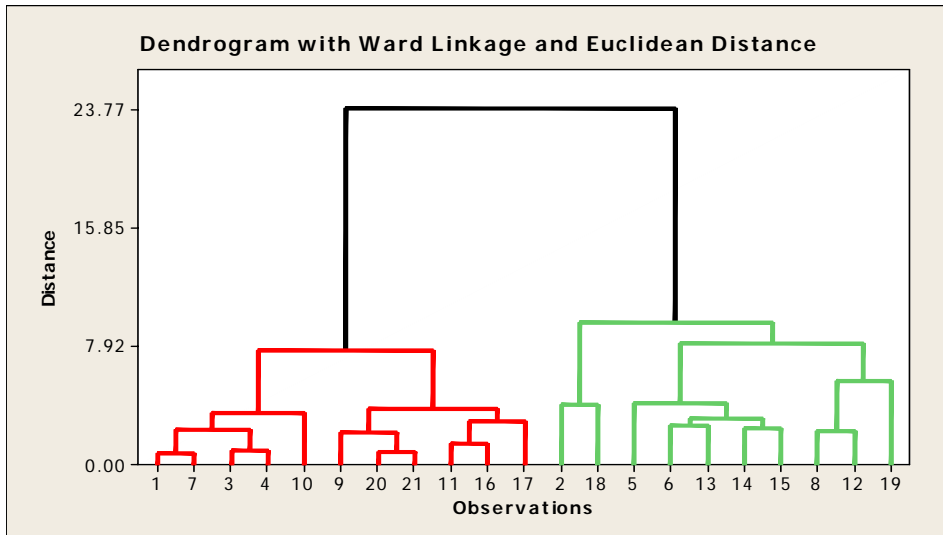 Dendrogram with Ward Linkage and Euclidean Distance
23.77
15.85
7.92
0.00
Distance
1 7 3 4 10 9 20 21 11 16 17 2 18 5 6 13 14 15 8 12 19
Observations